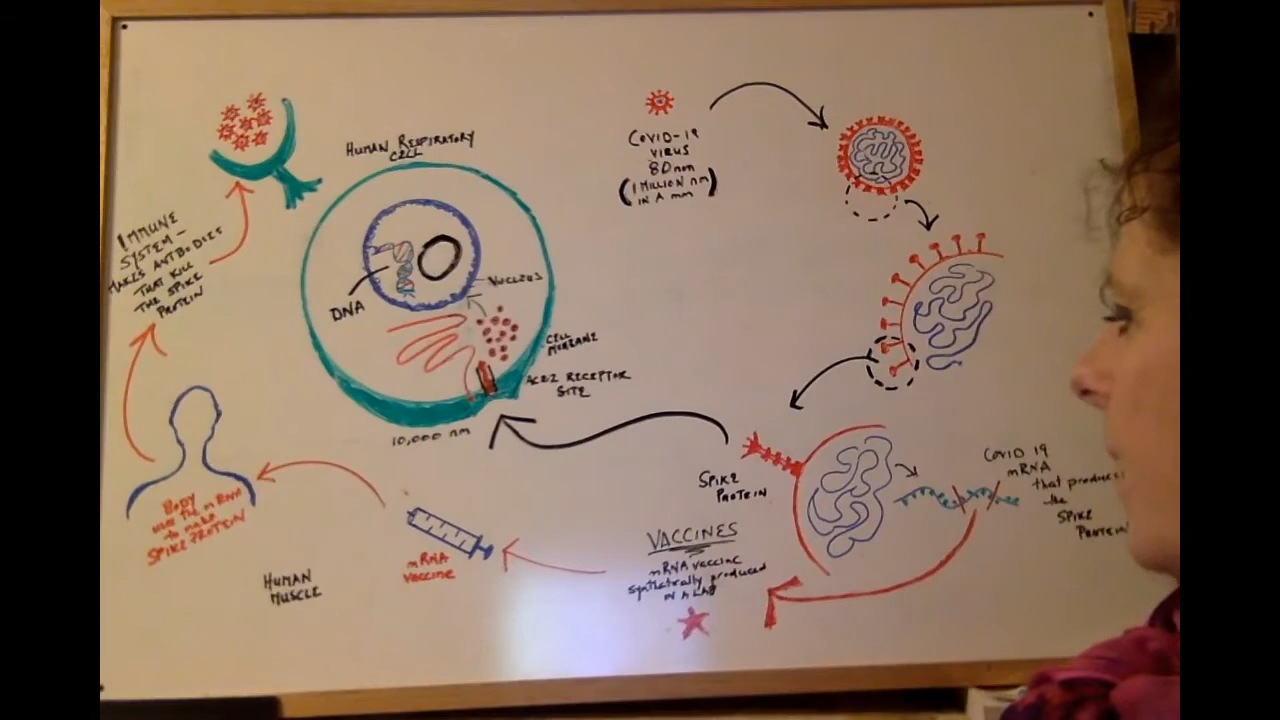 HUMAN RESPIRATORY
CELL
COVID-19
VIRUS
80nm
(1 MILLION nm
IN A mm)
IMMUNE
SYSTEM -
MAKES ANTBODIES
THAT KILL
THE SPIKE
PROTEIN
DNA
NUCLEUS
CELL
MEMBRANE
ACE2 RECEPTOR
SITE
10,000 nm
SPIKE
PROTEIN
COVID 19
mRNA
that produc
the
SPIKE
PROTEIN
VACCINES
mRNA vaccine
synthetically produced
IN A LAB
mRNA
VACCINE
BODY
uses the mRNA
to make
SPIKE PROTEIN
HUMAN
MUSCLE